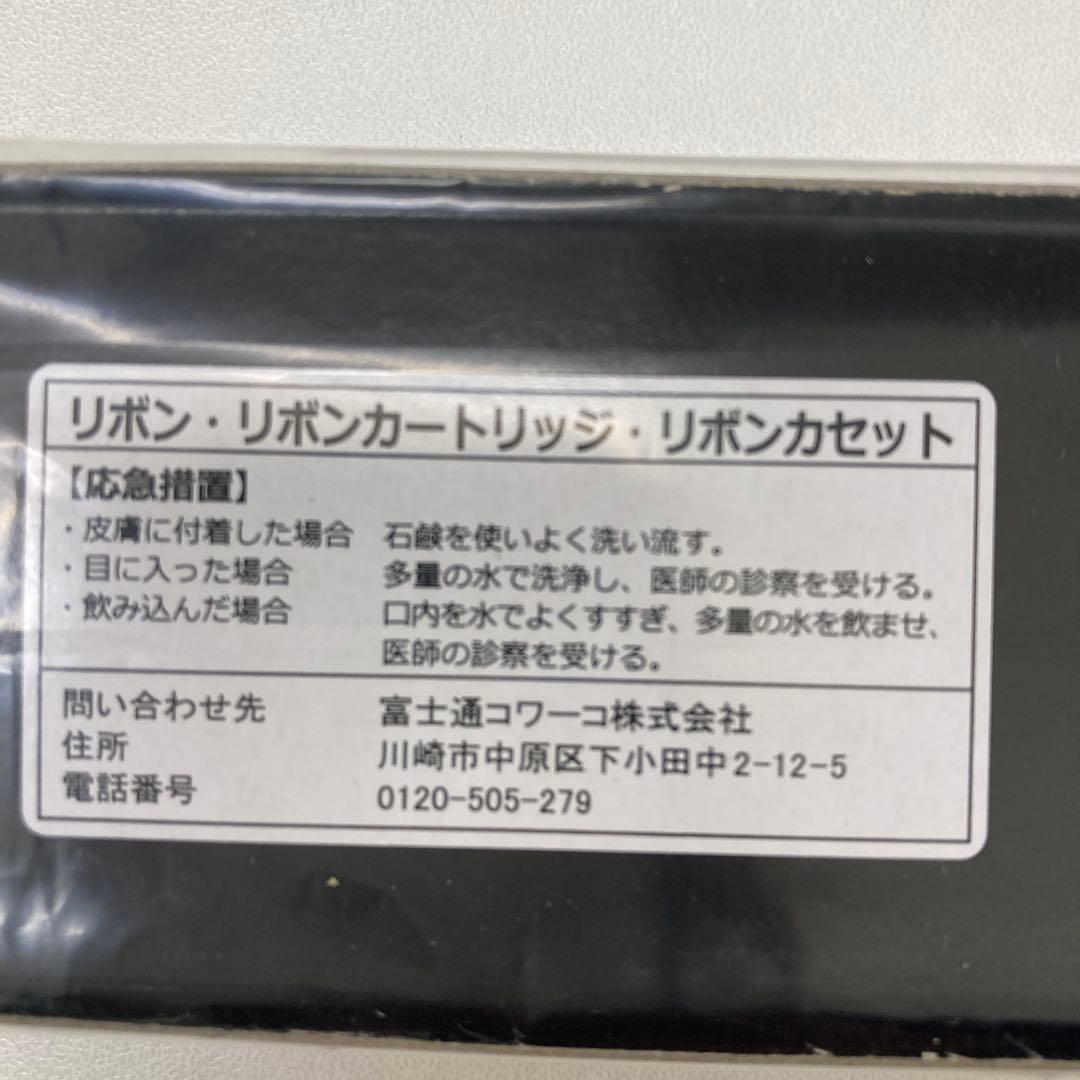 リボン・リボンカートリッジ・リボンカセット
【応急措置】
・皮膚に付着した場合 石鹸を使いよく洗い流す。
・目に入った場合 多量の水で洗浄し、医師の診察を受ける。
・飲み込んだ場合 口内を水でよくすすぎ、多量の水を飲ませ、
医師の診察を受ける。
問い合わせ先 富士通コワーコ株式会社
住所 川崎市中原区下小田中2-12-5
電話番号 0120-505-279